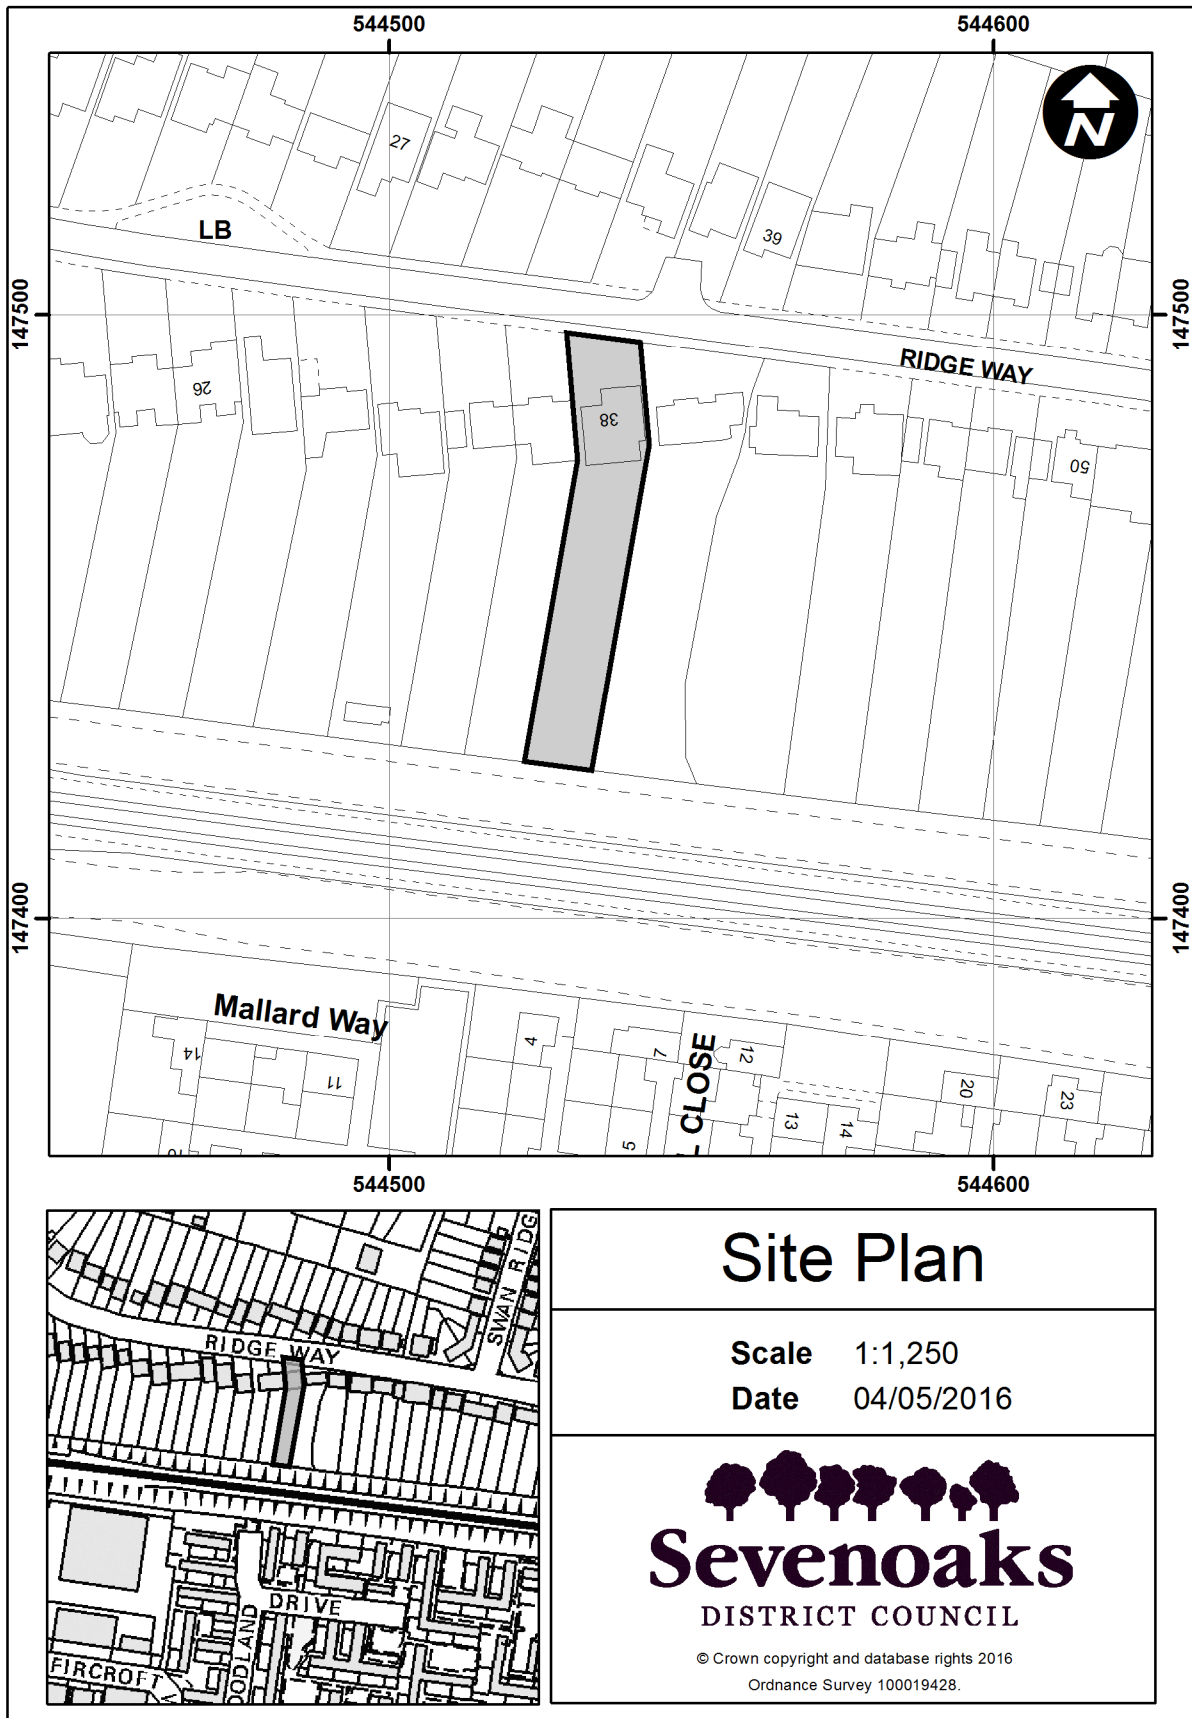 544500 544600
27
LB
39
147500 147500
RIDGE WAY
26
38
50
147400 147400
Mallard Way
14
11
4
7
12
CLOSE
5
13
14
20
23
544500 544600
SWAN RIDG
RIDGE WAY
DRIVE
OODLAND
FIRCROFT
Site Plan
Scale 1:1,250
Date 04/05/2016
Sevenoaks
DISTRICT COUNCIL
© Crown copyright and database rights 2016
Ordnance Survey 100019428.
N